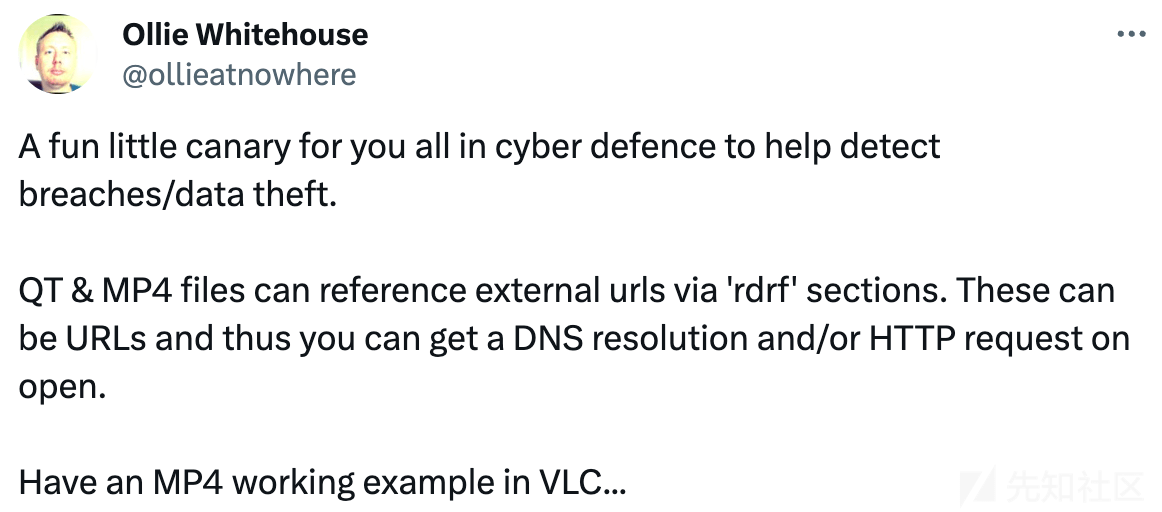 Ollie Whitehouse
@ollieatnowhere
A fun little canary for you all in cyber defence to help detect
breaches/data theft.
QT & MP4 files can reference external urls via 'rdrf' sections. These can
be URLs and thus you can get a DNS resolution and/or HTTP request on
open.
Have an MP4 working example in VLC...
先知社区